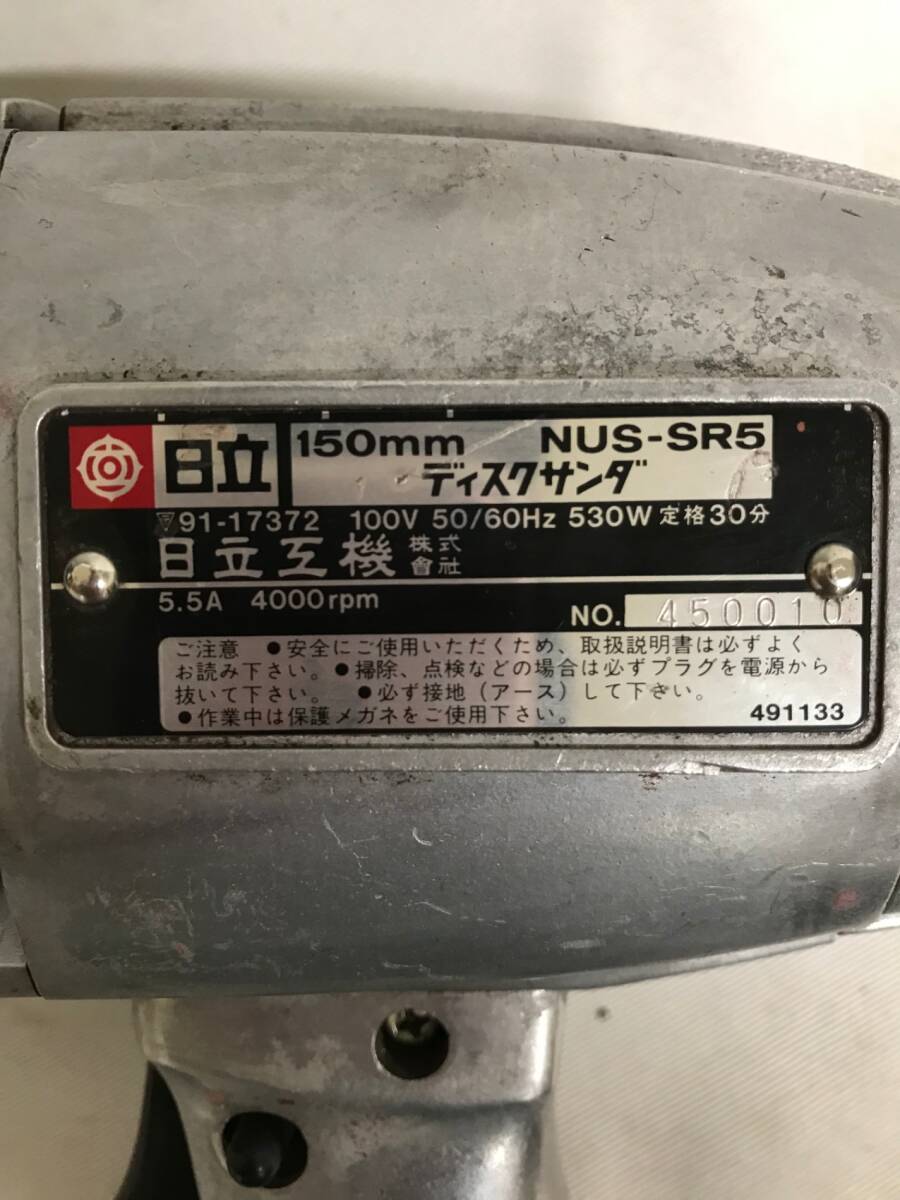 日立 150mm NUS-SR5
ディスクサンダ
91-17372 100V 50/60Hz 530W 定格30分
日立工機 株式會社
5.5A 4000rpm
NO. 450010
ご注意 ●安全にご使用いただくため、取扱説明書は必ずよく
お読み下さい。●掃除、点検などの場合は必ずプラグを電源から
抜いて下さい。 ●必ず接地(アース)して下さい。
●作業中は保護メガネをご使用下さい。 491133